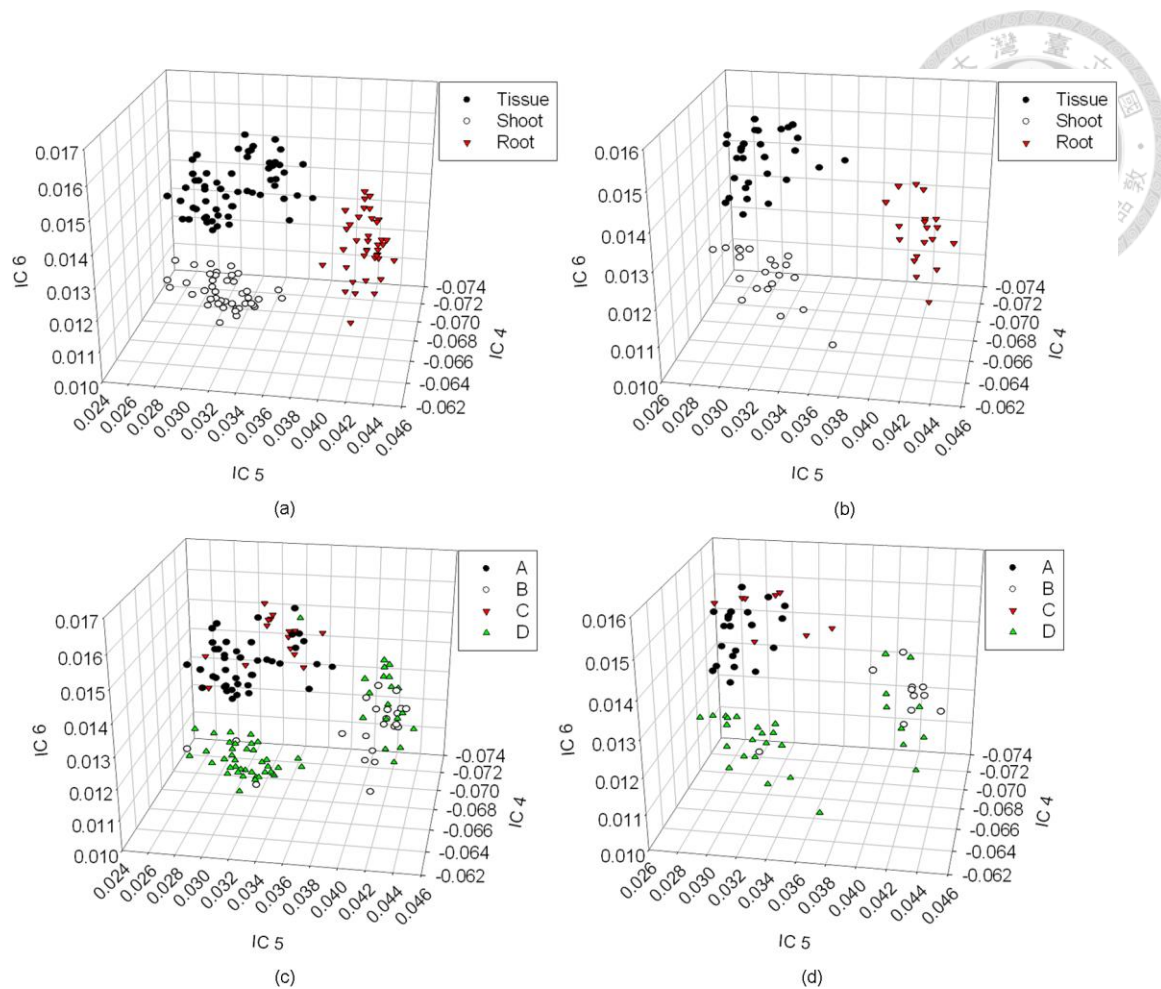 Tissue
Shoot
Root
0.017
0.016
0.015
0.014
0.013
0.012
0.011
0.010
IC 6
0.024
0.026
0.028
0.030
0.032
0.034
0.036
0.038
0.040
0.042
0.044
0.046
IC 5
-0.074
-0.072
-0.070
-0.068
-0.066
-0.064
-0.062
IC 4
(a)
臺
灣
大
國
敦
品
Tissue
Shoot
Root
0.016
0.015
0.014
0.013
0.012
0.011
0.010
IC 6
0.026
0.028
0.030
0.032
0.034
0.036
0.038
0.040
0.042
0.044
0.046
IC 5
-0.074
-0.072
-0.070
-0.068
-0.066
-0.064
-0.062
IC 4
(b)
A
B
C
D
0.017
0.016
0.015
0.014
0.013
0.012
0.011
0.010
IC 6
0.024
0.026
0.028
0.030
0.032
0.034
0.036
0.038
0.040
0.042
0.044
0.046
IC 5
-0.074
-0.072
-0.070
-0.068
-0.066
-0.064
-0.062
IC 4
(c)
A
B
C
D
0.016
0.015
0.014
0.013
0.012
0.011
0.010
IC 6
0.026
0.028
0.030
0.032
0.034
0.036
0.038
0.040
0.042
0.044
0.046
IC 5
-0.074
-0.072
-0.070
-0.068
-0.066
-0.064
-0.062
IC 4
(d)